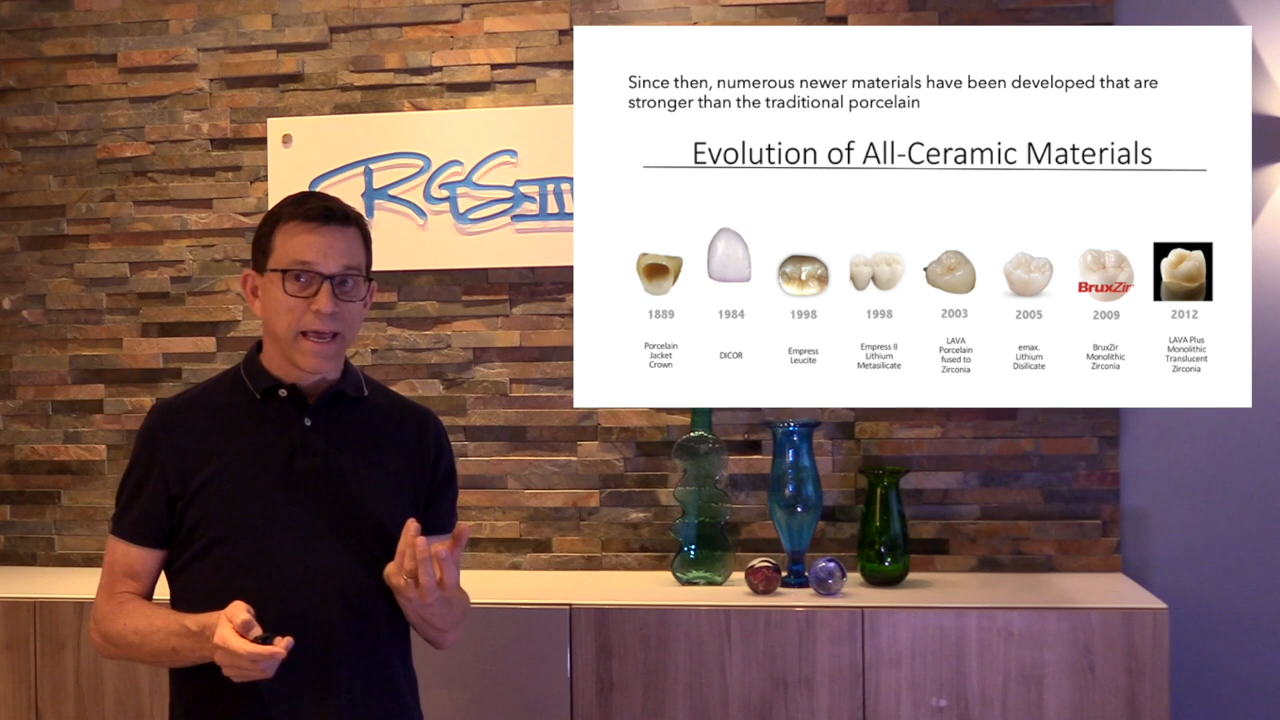 RGS III
Since then, numerous newer materials have been developed that are
stronger than the traditional porcelain
Evolution of All-Ceramic Materials
BruxZir
1889
1984
1998
1998
2003
2005
2009
2012
Porcelain
Jacket
Crown
DICOR
Empress
Leucite
Empress II
Lithium
Metasilicate
LAVA
Porcelain
fused to
Zirconia
emax.
Lithium
Disilicate
BruxZir
Monolithic
Zirconia
LAVA Plus
Monolithic
Translucent
Zirconia